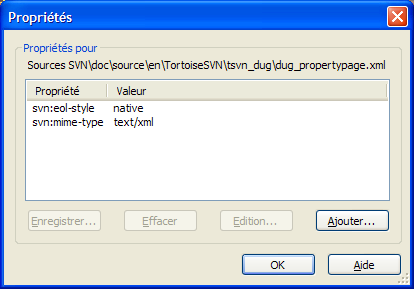 Propriétés
Propriétés pour
Sources SVN\doc\source\en\TortoiseSVN\tsvn_dug\dug_propertypage.xml
Propriété Valeur
svn:eol-style native
svn:mime-type text/xml
Enregistrer... Effacer Edition... Ajouter...
OK Aide